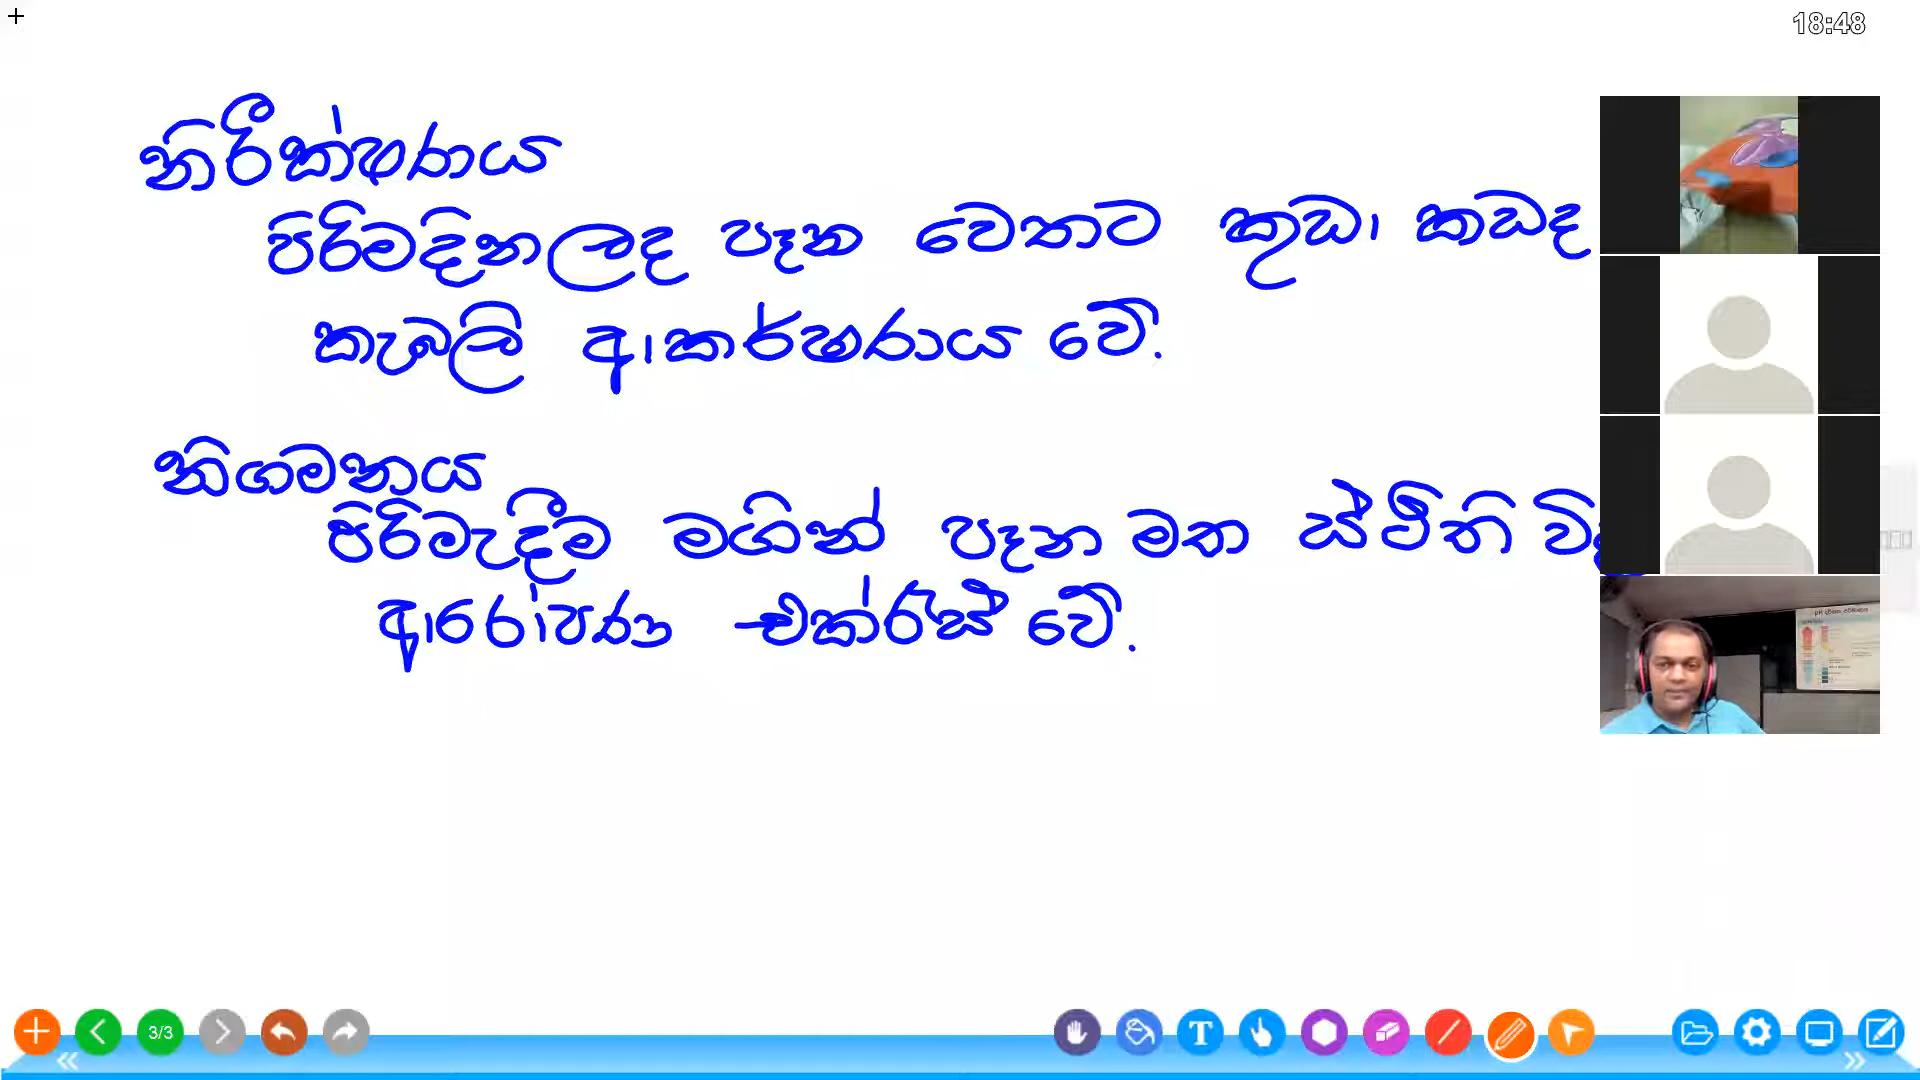 18:48
නිරීක්ෂණය
පිරිමදිනලද පෑන වෙතට කුඩා කඩද
කැබලි ආකර්ෂණය වේ.
නිගමනය
පිරිමැදීම මගින් පෑන මත ස්ථිති
ආරෝපණ එක්රැස් වේ.
3/3
T